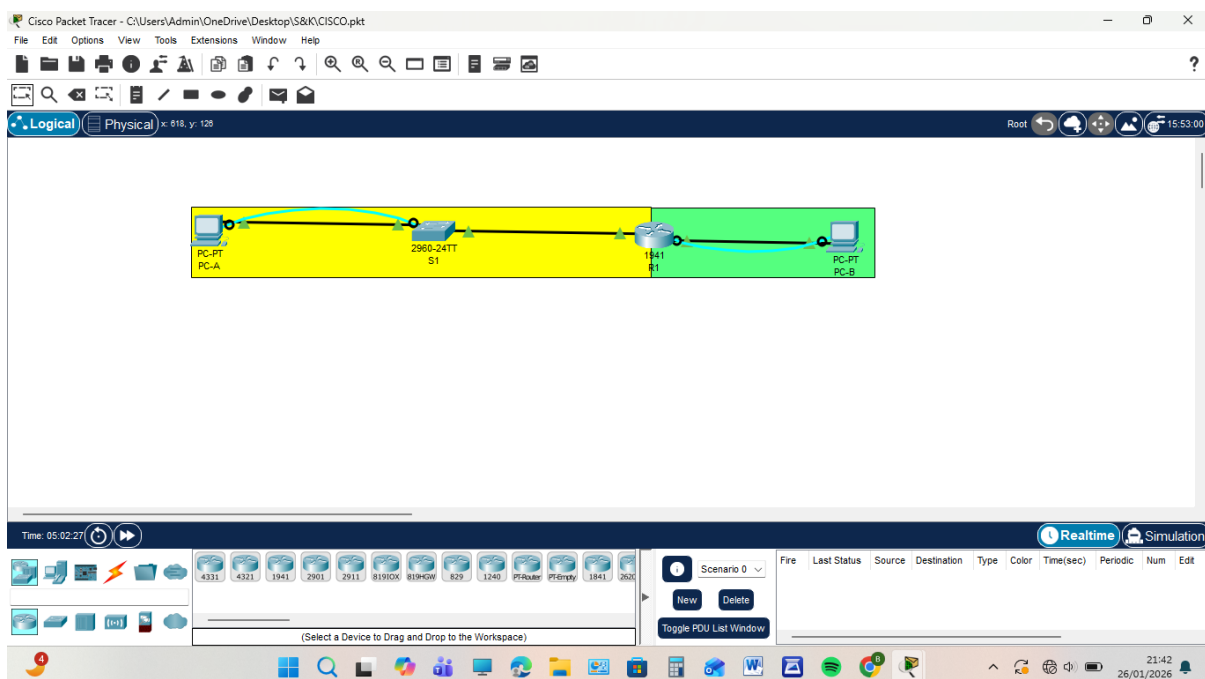 Cisco Packet Tracer - C:\Users\Admin\OneDrive\Desktop\S&K\CISCO.pkt
File Edit Options View Tools Extensions Window Help
?
Logical Physical x: 618, y: 126 Root 15:53:00
PC-PT
PC-A
2960-24TT
S1
1941
R1
PC-PT
PC-B
Time: 05:02:27 Realtime Simulation
4331 4321 1941 2901 2911 819IOX 819HGW 829 1240 PT-Router PT-Empty 1841 262
Scenario 0
Fire Last Status Source Destination Type Color Time(sec) Periodic Num Edit
New Delete
Toggle PDU List Window
(Select a Device to Drag and Drop to the Workspace)
4
21:42
26/01/2026